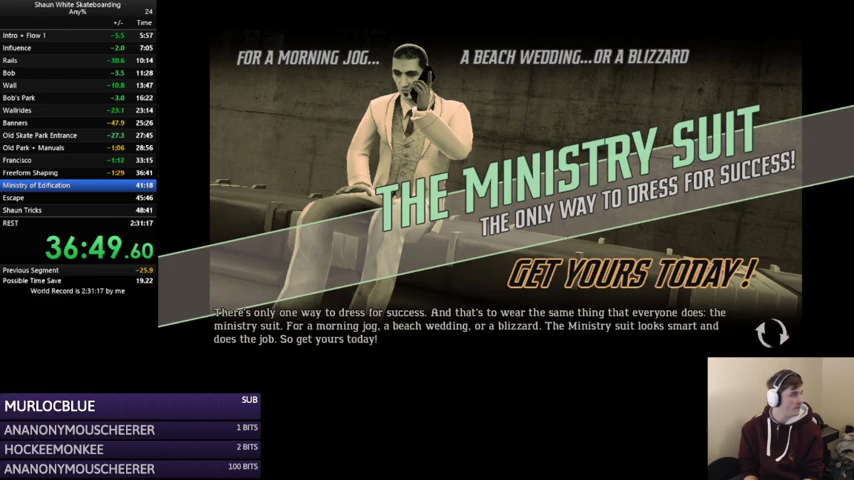 Shaun White Skateboarding
Any% 24
+/- Time
Intro + Flow 1 -5.5 5:57
Influence -2.0 7:05
Rails -30.6 10:14
Bob -3.5 11:28
Wall -10.8 13:47
Bob's Park -3.0 16:22
Wallrides -23.1 23:14
Banners -47.9 25:26
Old Skate Park Entrance -27.3 27:45
Old Park + Manuals -1:06 28:56
Francisco -1:12 33:15
Freeform Shaping -1:29 36:41
Ministry of Edification 41:18
Escape 45:46
Shaun Tricks 48:41
REST 2:31:17
36:49.60
Previous Segment -25.9
Possible Time Save 19.22
World Record is 2:31:17 by me
FOR A MORNING JOG... A BEACH WEDDING...OR A BLIZZARD
THE MINISTRY SUIT
THE ONLY WAY TO DRESS FOR SUCCESS!
GET YOURS TODAY!
There's only one way to dress for success. And that's to wear the same thing that everyone does: the
ministry suit. For a morning jog, a beach wedding, or a blizzard. The Ministry suit looks smart and
does the job. So get yours today!
MURLOCBLUE SUB
ANANONYMOUSCHEERER 1 BITS
HOCKEEMONKEE 2 BITS
ANANONYMOUSCHEERER 100 BITS